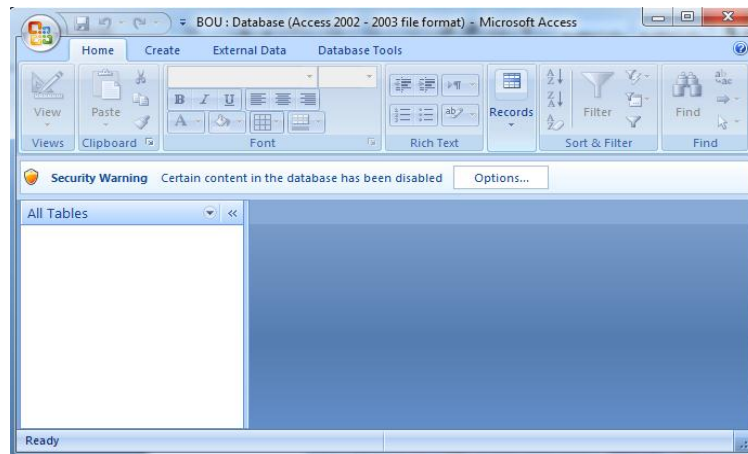 BOU : Database (Access 2002 - 2003 file format) - Microsoft Access
Home Create External Data Database Tools
View Paste B I U A Records Filter Find
Views Clipboard Font Rich Text Sort & Filter Find
Security Warning Certain content in the database has been disabled Options...
All Tables
Ready